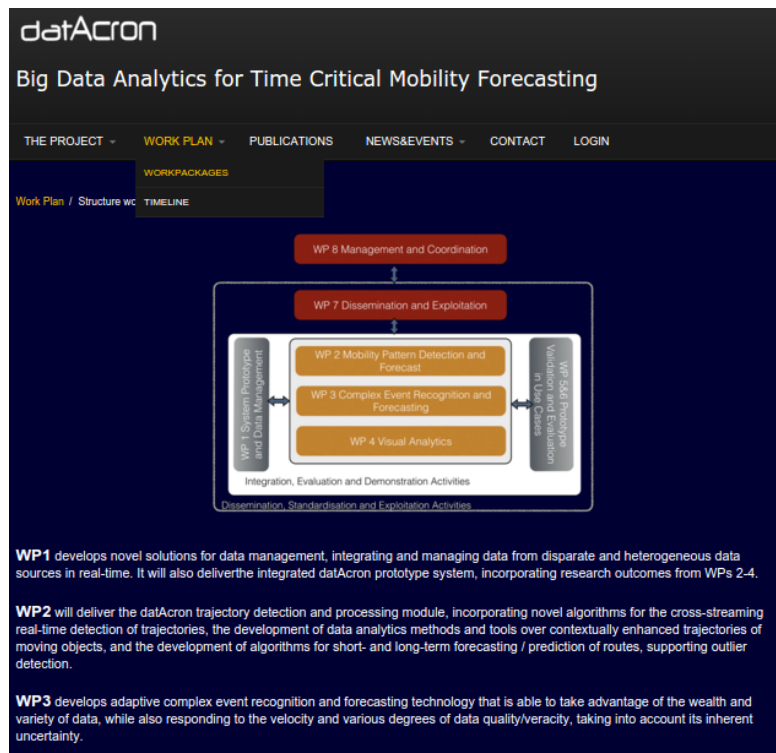 datAcron
Big Data Analytics for Time Critical Mobility Forecasting
THE PROJECT
WORK PLAN
PUBLICATIONS
NEWS&EVENTS
CONTACT
LOGIN
WORKPACKAGES
Work Plan / Structure wo
TIMELINE
WP 8 Management and Coordination
WP 7 Dissemination and Exploitation
WP 1 System Prototype
and Data Management
WP 2 Mobility Pattern Detection and
Forecast
WP 3 Complex Event Recognition and
Forecasting
WP 4 Visual Analytics
WP 5&6 Prototype
Validation and Evaluation
in Use Cases
Integration, Evaluation and Demonstration Activities
Dissemination, Standardisation and Exploitation Activities
WP1 develops novel solutions for data management, integrating and managing data from disparate and heterogeneous data
sources in real-time. It will also deliverthe integrated datAcron prototype system, incorporating research outcomes from WPs 2-4.
WP2 will deliver the datAcron trajectory detection and processing module, incorporating novel algorithms for the cross-streaming
real-time detection of trajectories, the development of data analytics methods and tools over contextually enhanced trajectories of
moving objects, and the development of algorithms for short- and long-term forecasting / prediction of routes, supporting outlier
detection.
WP3 develops adaptive complex event recognition and forecasting technology that is able to take advantage of the wealth and
variety of data, while also responding to the velocity and various degrees of data quality/veracity, taking into account its inherent
uncertainty.